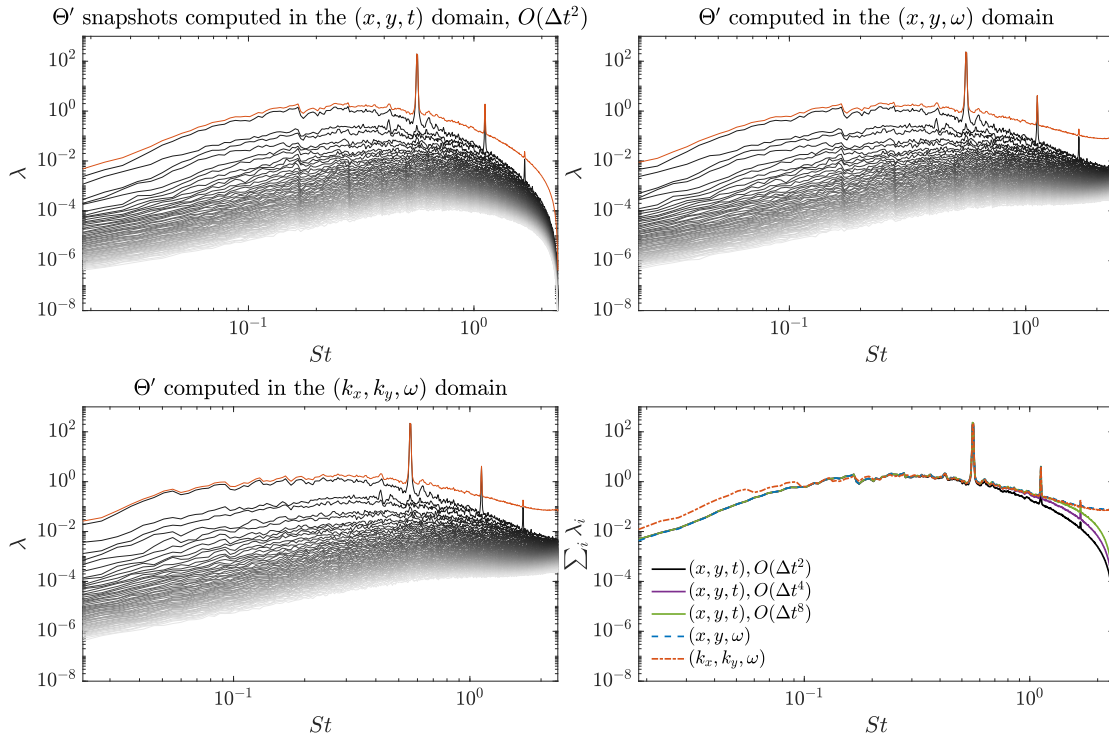 Θ′ snapshots computed in the (x, y, t) domain, O(Δt²)
10²
10⁰
10⁻²
10⁻⁴
10⁻⁶
10⁻⁸
λ
10⁻¹
10⁰
St
Θ′ computed in the (x, y, ω) domain
10²
10⁰
10⁻²
10⁻⁴
10⁻⁶
10⁻⁸
λ
10⁻¹
10⁰
St
Θ′ computed in the (kₓ, k_y, ω) domain
10²
10⁰
10⁻²
10⁻⁴
10⁻⁶
10⁻⁸
λ
10⁻¹
10⁰
St
10²
10⁰
10⁻²
10⁻⁴
10⁻⁶
10⁻⁸
∑ᵢ λᵢ
(x, y, t), O(Δt²)
(x, y, t), O(Δt⁴)
(x, y, t), O(Δt⁸)
(x, y, ω)
(kₓ, k_y, ω)
10⁻¹
10⁰
St